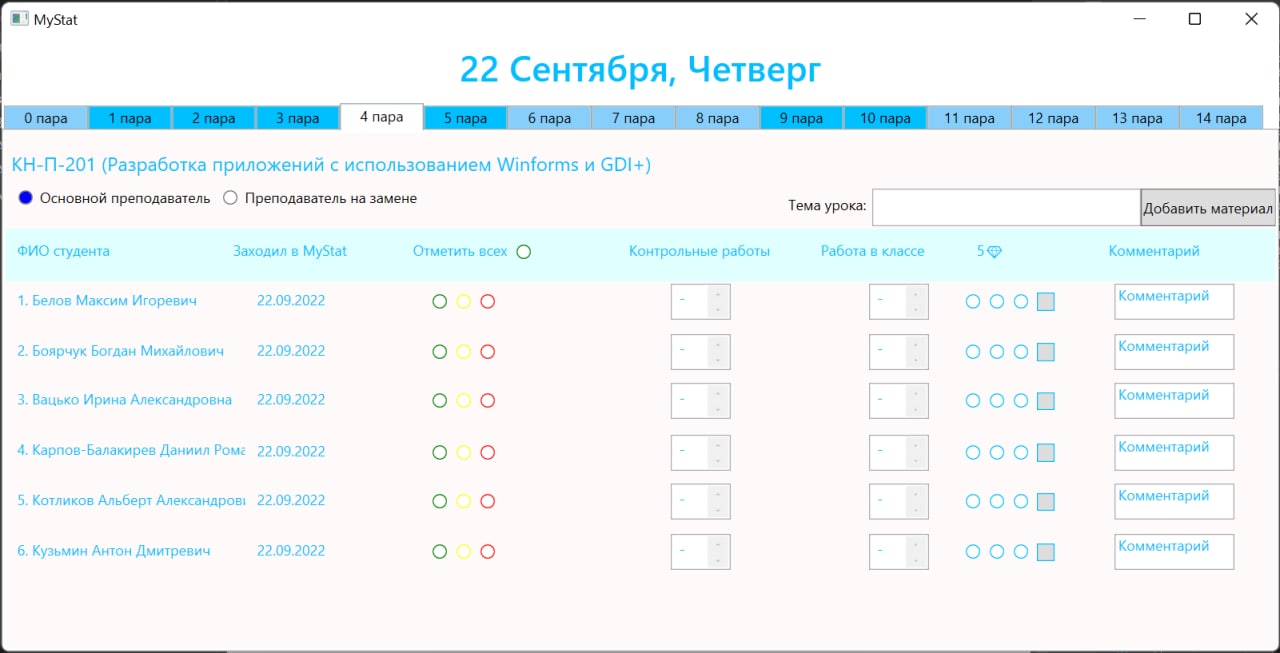 MyStat
22 Сентября, Четверг
0 пара 1 пара 2 пара 3 пара 4 пара 5 пара 6 пара 7 пара 8 пара 9 пара 10 пара 11 пара 12 пара 13 пара 14 пара
КН-П-201 (Разработка приложений с использованием Winforms и GDI+)
Основной преподаватель Преподаватель на замене Тема урока: Добавить материал
ФИО студента Заходил в MyStat Отметить всех Контрольные работы Работа в классе 5 Комментарий
1. Белов Максим Игоревич 22.09.2022 - - Комментарий
2. Боярчук Богдан Михайлович 22.09.2022 - - Комментарий
3. Вацько Ирина Александровна 22.09.2022 - - Комментарий
4. Карпов-Балакирев Даниил Рома 22.09.2022 - - Комментарий
5. Котликов Альберт Александрови 22.09.2022 - - Комментарий
6. Кузьмин Антон Дмитревич 22.09.2022 - - Комментарий